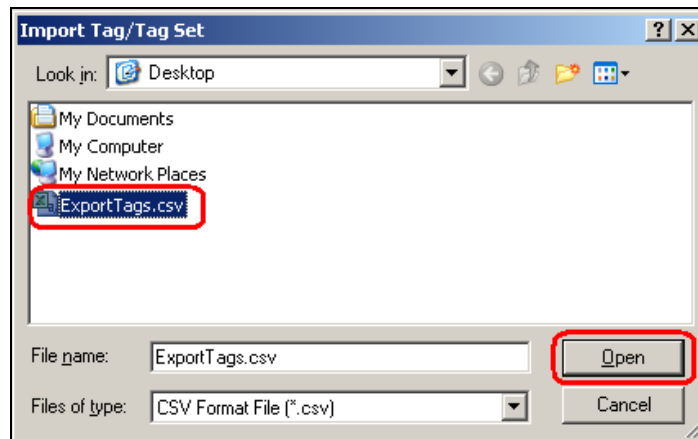 Import Tag/Tag Set
Look in: Desktop
My Documents
My Computer
My Network Places
ExportTags.csv
File name: ExportTags.csv Open
Files of type: CSV Format File (*.csv) Cancel